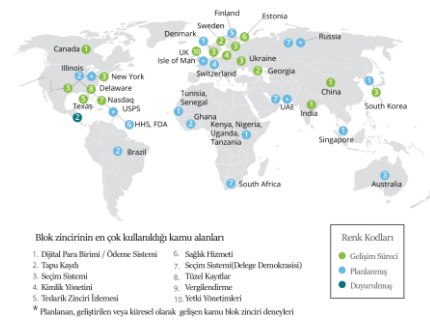 Finland
Estonia
Sweden
Denmark
Russia
Canada
UK
Ukraine
Isle of Man
Illinois
Switzerland
Georgia
New York
Delaware
Tunisia,
Senegal
China
Texas
Nasdaq
USPS
UAE
South Korea
Ghana
India
HHS, FDA
Kenya, Nigeria,
Uganda,
Tanzania
Singapore
Brazil
South Africa
Australia
Blok zincirinin en çok kullanıldığı kamu alanları
1. Dijital Para Birimi / Ödeme Sistemi
2. Tapu Kaydı
3. Seçim Sistemi
4. Kimlik Yönetini
5. Tedarik Zinciri İzlemesi
6. Sağlık Hizmeti
7. Seçim Sistemi(Delege Demokrasisi)
8. Tüzel Kayıtlar
9. Vergilendirme
10. Yetki Yönetimleri
* Planlanan, geliştirilen veya küresel olarak gelişen kamu blok zinciri deneyleri
Renk Kodları
Gelişim Süreci
Planlanmış
Duyurulmuş